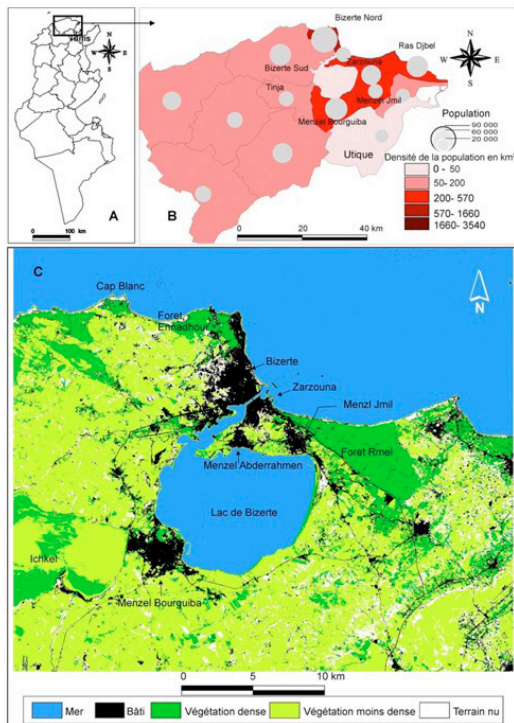 Tunis
N
W
E
S
0 100
km
A
Bizerte Nord
Ras Djbel
Bizerte Sud
Zarzouna
Tinja
Menzel Jmil
Menzel Bourguiba
Utique
N
W
E
S
Population
90 000
60 000
20 000
Densité de la population en km²
0 - 50
50- 200
200- 570
570- 1660
1660- 3540
B
0 20 40 km
C
Cap Blanc
Foret
Ennadhour
N
Bizerte
Zarzouna
Menzl Jmil
Menzel Abderrahmen
Foret Rmel
Lac de Bizerte
Ichkel
Menzel Bourguiba
0 5 10 km
Mer
Bâti
Végétation dense
Végétation moins dense
Terrain nu